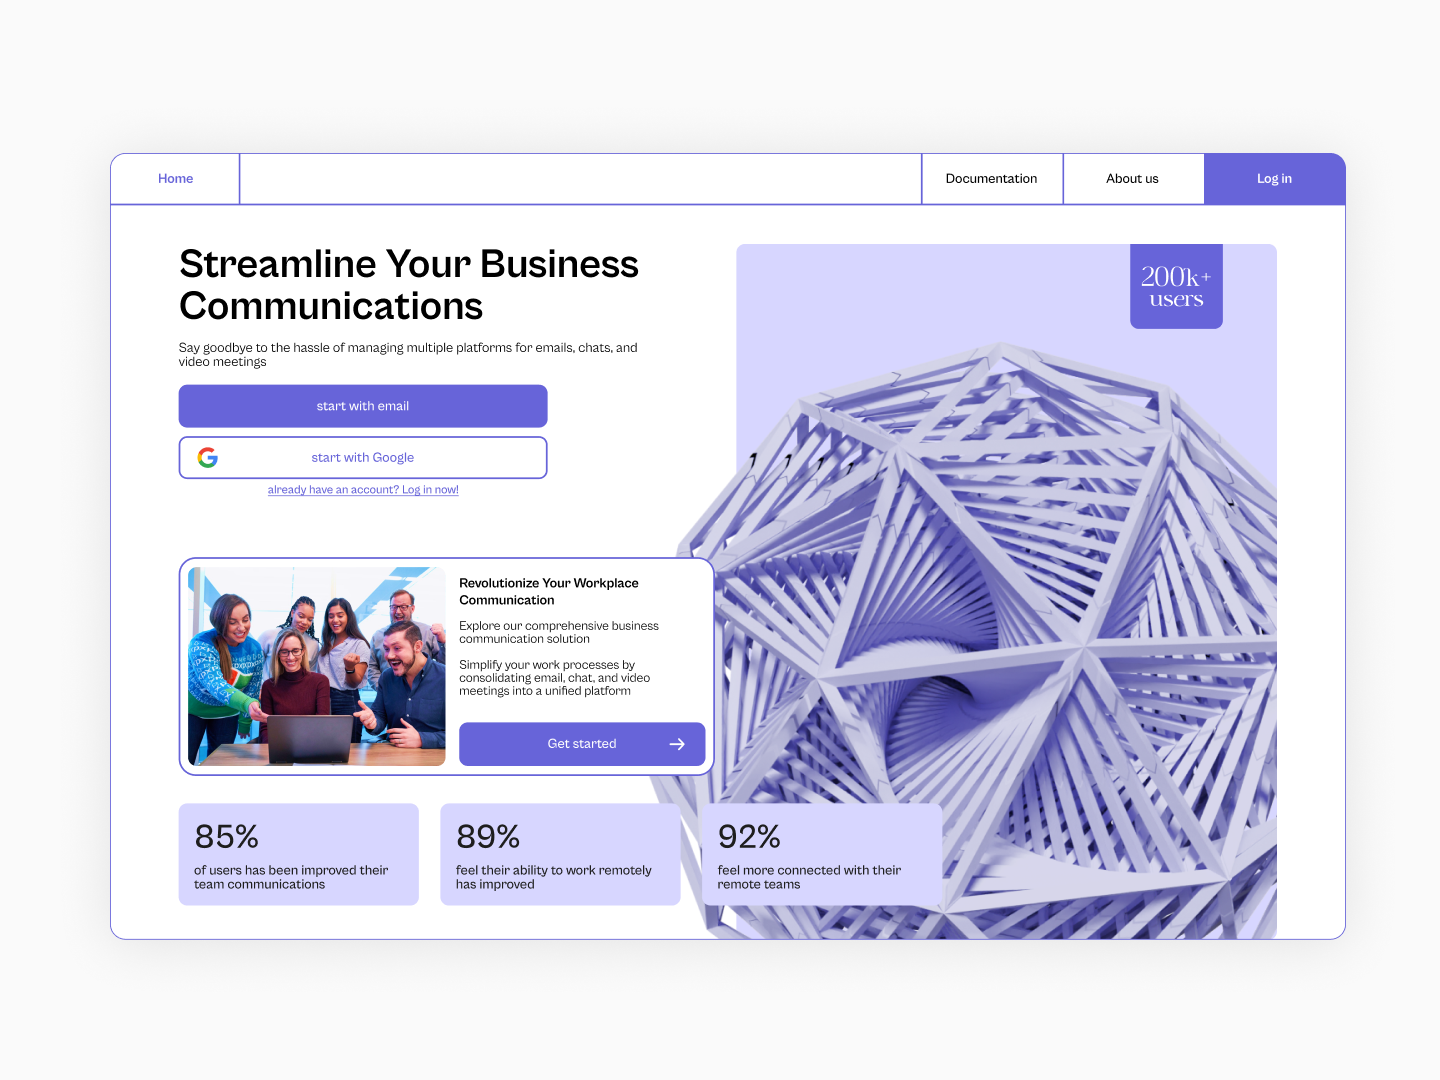 Home
Documentation
About us
Log in
Streamline Your Business
Communications
Say goodbye to the hassle of managing multiple platforms for emails, chats, and
video meetings
start with email
start with Google
already have an account? Log in now!
200k+
users
Revolutionize Your Workplace
Communication
Explore our comprehensive business
communication solution
Simplify your work processes by
consolidating email, chat, and video
meetings into a unified platform
Get started
85%
of users has been improved their
team communications
89%
feel their ability to work remotely
has improved
92%
feel more connected with their
remote teams